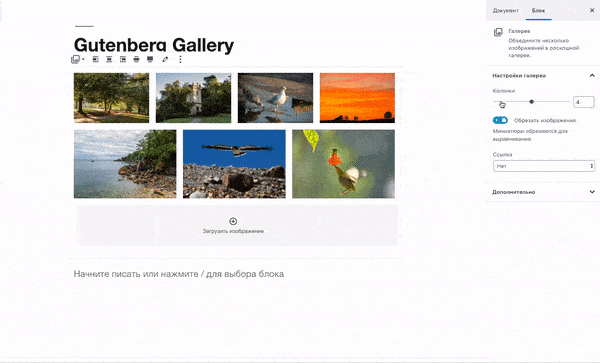 Документ Блок
Галерея
Объедините несколько
изображений в роскошной
галерее.
Gutenberg Gallery
Настройки галереи
Колонки
4
Обрезать изображения
Миниатюры обрезаются для
выравнивания.
Ссылка
Нет
Дополнительно
Загрузить изображение
Начните писать или нажмите / для выбора блока